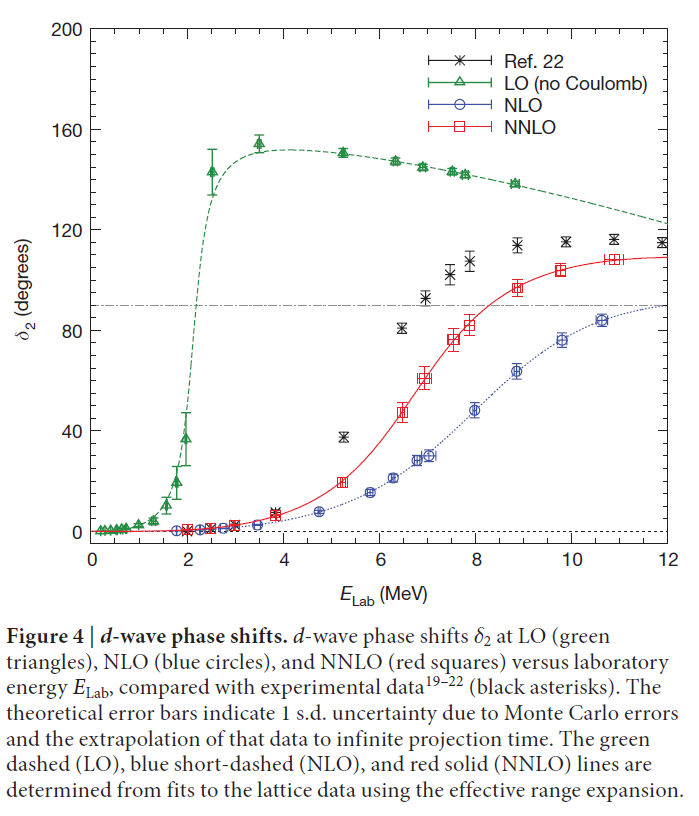 200
160
120
80
40
0
δ2 (degrees)
Ref. 22
LO (no Coulomb)
NLO
NNLO
0 2 4 6 8 10 12
ELab (MeV)
Figure 4 | d-wave phase shifts. d-wave phase shifts δ2 at LO (green
triangles), NLO (blue circles), and NNLO (red squares) versus laboratory
energy ELab, compared with experimental data19–22 (black asterisks). The
theoretical error bars indicate 1 s.d. uncertainty due to Monte Carlo errors
and the extrapolation of that data to infinite projection time. The green
dashed (LO), blue short-dashed (NLO), and red solid (NNLO) lines are
determined from fits to the lattice data using the effective range expansion.